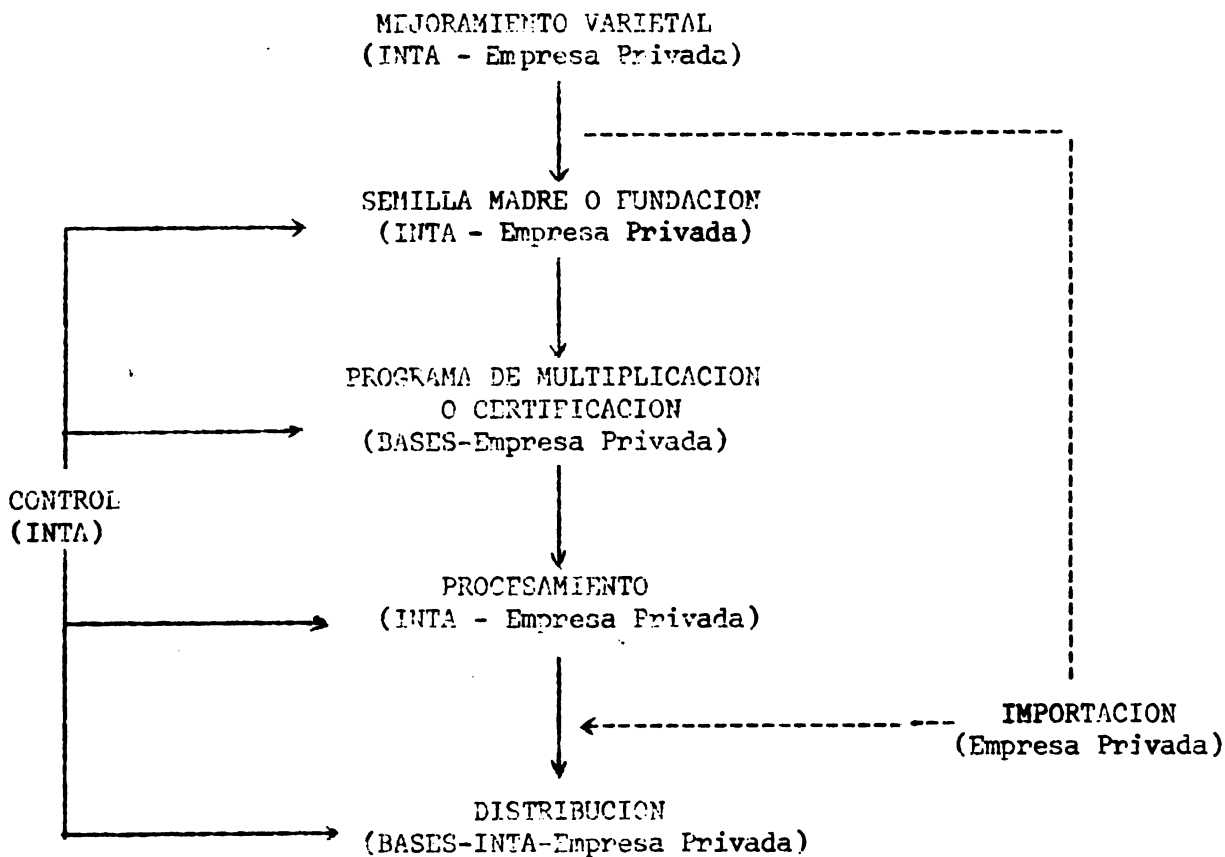 MEJORAMIENTO VARIETAL
(INTA - Empresa Privada)
SEMILLA MADRE O FUNDACION
(INTA - Empresa Privada)
PROGRAMA DE MULTIPLICACION
O CERTIFICACION
(BASES-Empresa Privada)
CONTROL
(INTA)
PROCESAMIENTO
(INTA - Empresa Privada)
IMPORTACION
(Empresa Privada)
DISTRIBUCION
(BASES-INTA-Empresa Privada)